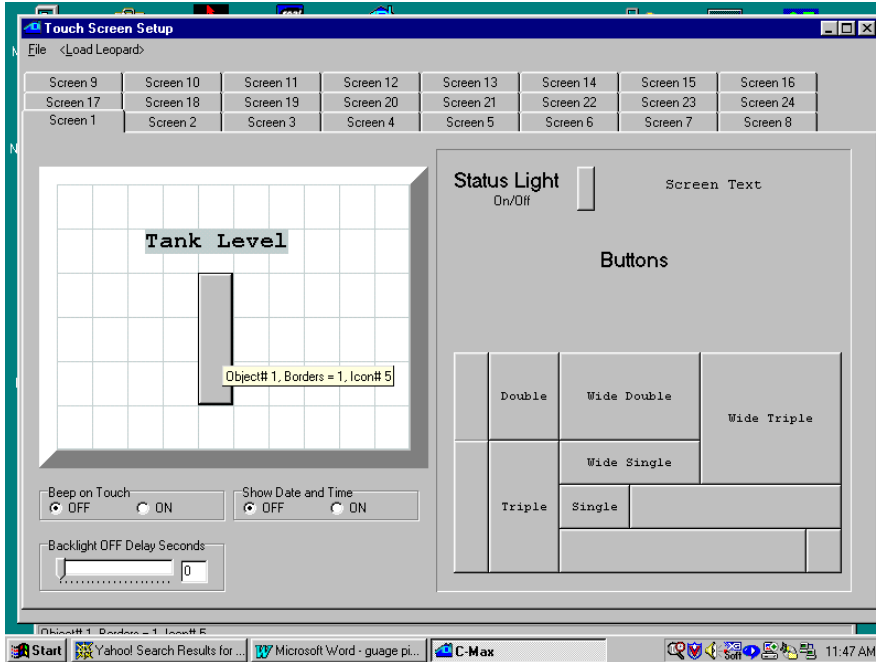 Touch Screen Setup
File <Load Leopard>
Screen 9 Screen 10 Screen 11 Screen 12 Screen 13 Screen 14 Screen 15 Screen 16
Screen 17 Screen 18 Screen 19 Screen 20 Screen 21 Screen 22 Screen 23 Screen 24
Screen 1 Screen 2 Screen 3 Screen 4 Screen 5 Screen 6 Screen 7 Screen 8
Status Light
On/Off
Screen Text
Tank Level
Buttons
Object# 1, Borders = 1, Icon# 5
Double Wide Double
Wide Triple
Wide Single
Triple Single
Beep on Touch
OFF ON
Show Date and Time
OFF ON
Backlight OFF Delay Seconds
0
Object# 1, Borders = 1, Icon# 5
Start Yahoo! Search Results for ... Microsoft Word - guage pi... C-Max 11:47 AM